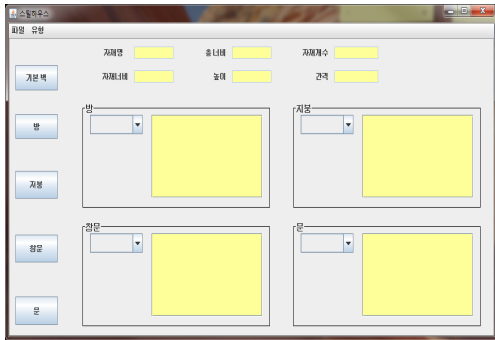 스틸하우스
파일 유형
자재명 총너비 자재개수
자재너비 높이 간격
기본 벽
방
지붕
창문
문
방 지붕
창문 문